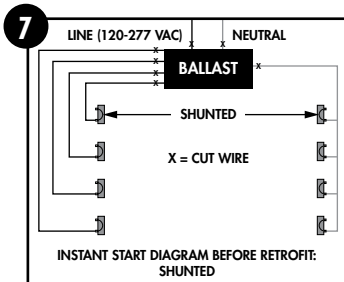 7
LINE (120-277 VAC) NEUTRAL
x x
x
x
x
x
BALLAST
x
SHUNTED
X = CUT WIRE
INSTANT START DIAGRAM BEFORE RETROFIT:
SHUNTED